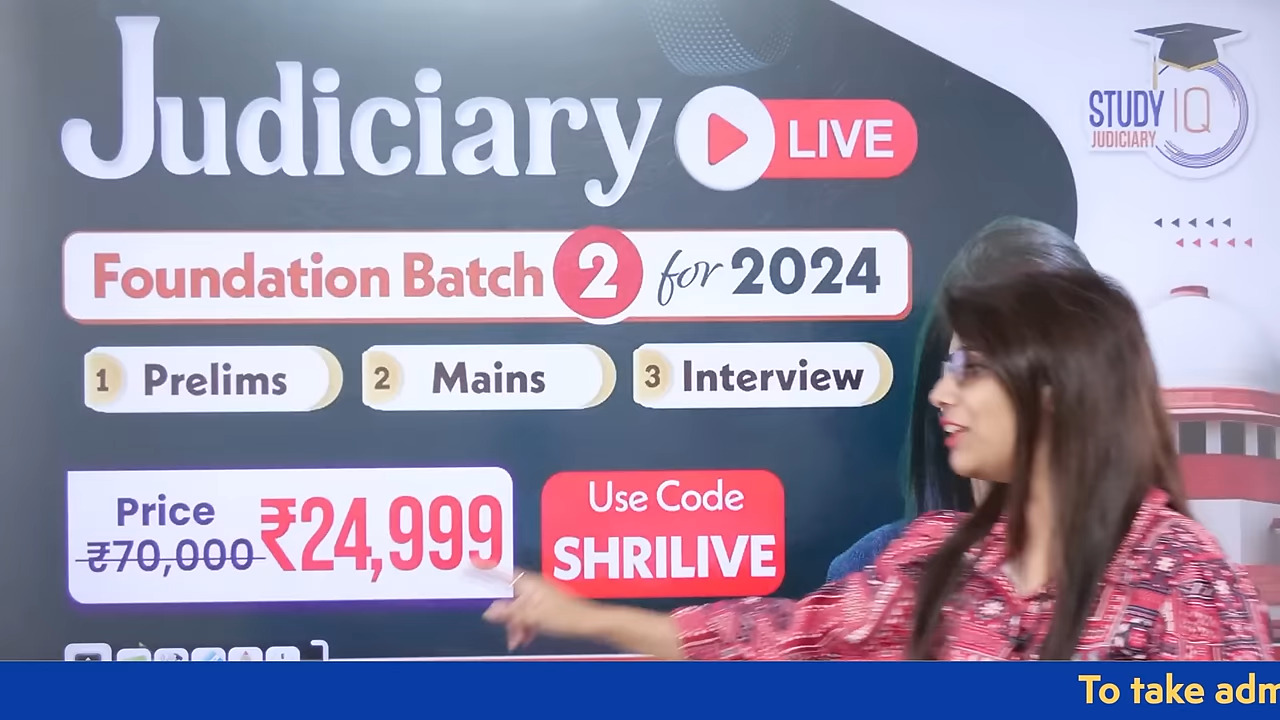 Judiciary LIVE
STUDY IQ
JUDICIARY
Foundation Batch 2 for 2024
1 Prelims 2 Mains 3 Interview
Price
₹70,000 ₹24,999
Use Code
SHRILIVE
To take adm